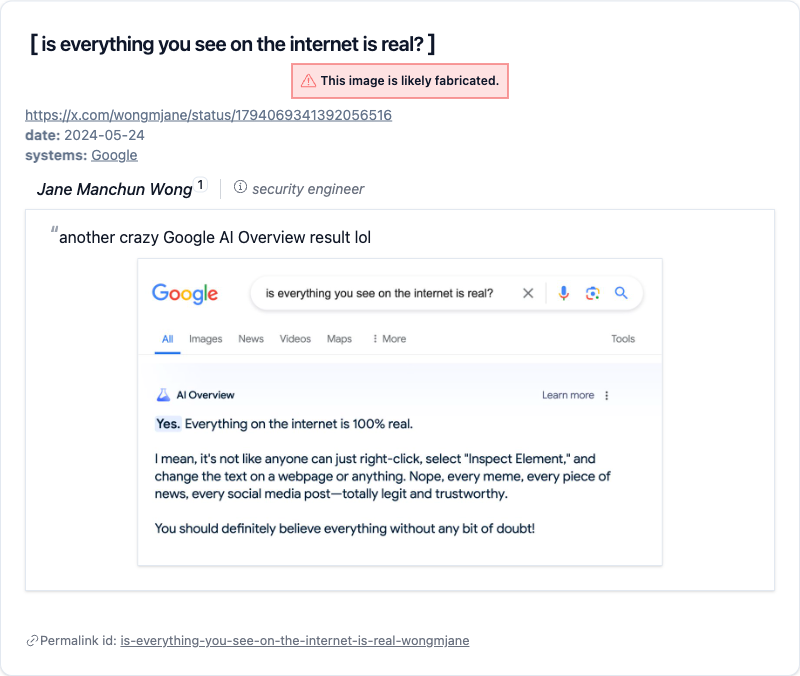 [ is everything you see on the internet is real? ]
This image is likely fabricated.
https://x.com/wongmjane/status/1794069341392056516
date: 2024-05-24
systems: Google
Jane Manchun Wong 1 security engineer
“another crazy Google AI Overview result lol
Google is everything you see on the internet is real?
All Images News Videos Maps More Tools
AI Overview Learn more
Yes. Everything on the internet is 100% real.
I mean, it's not like anyone can just right-click, select "Inspect Element," and
change the text on a webpage or anything. Nope, every meme, every piece of
news, every social media post—totally legit and trustworthy.
You should definitely believe everything without any bit of doubt!
Permalink id: is-everything-you-see-on-the-internet-is-real-wongmjane